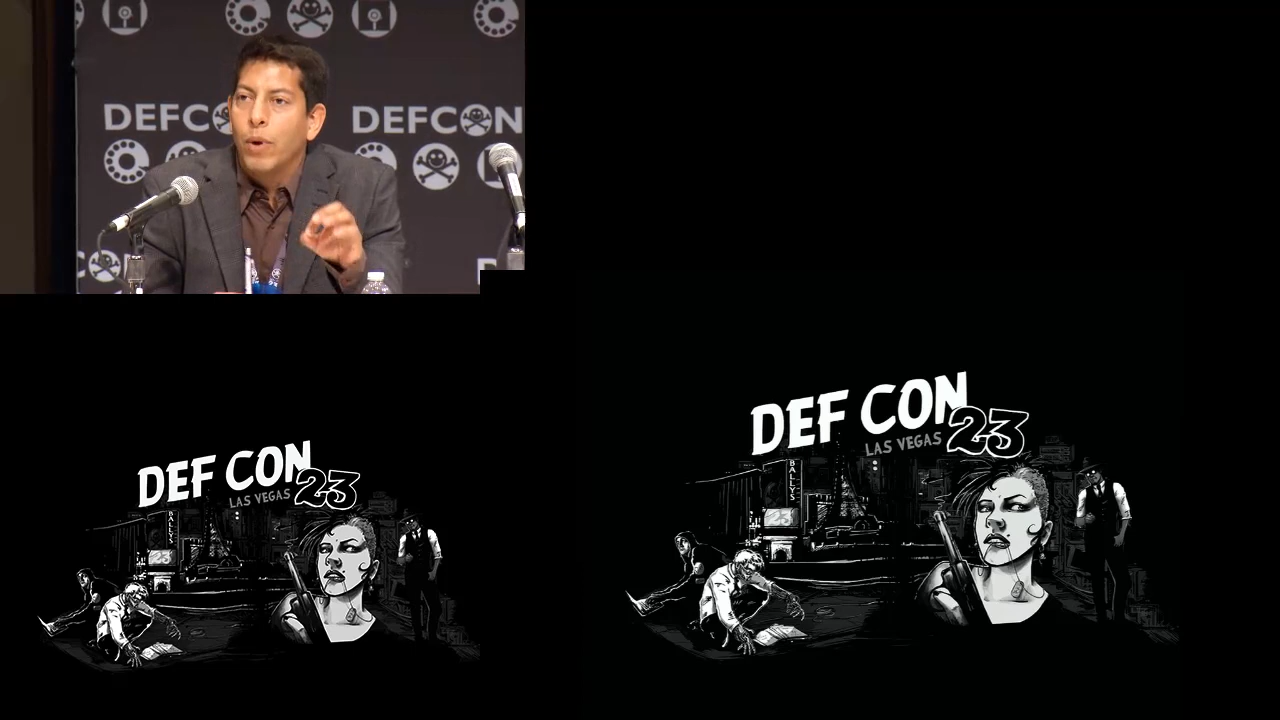 DEFCON
DEFCON
DEF CON
LAS VEGAS 23
BALLYS
23
DEF CON
LAS VEGAS 23
BALLYS
23